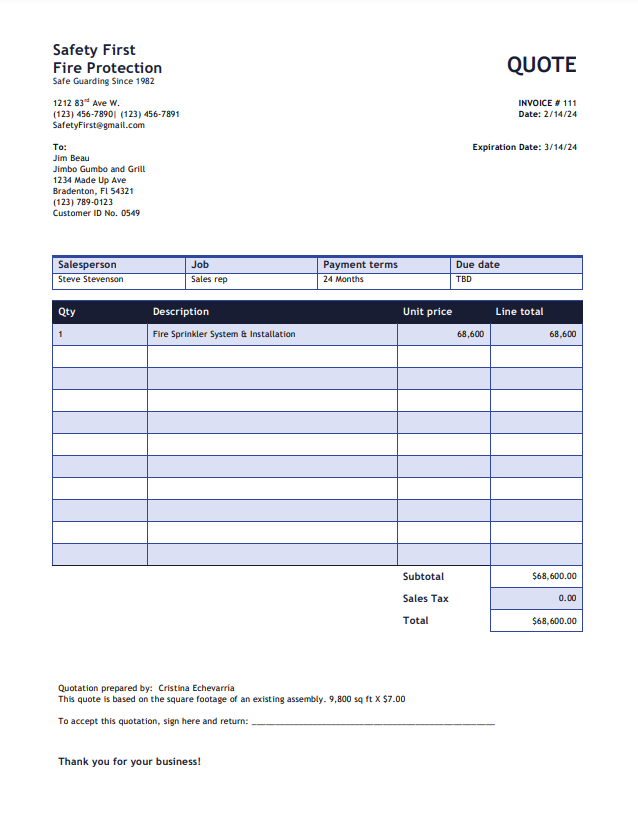 Safety First
Fire Protection
Safe Guarding Since 1982
QUOTE
1212 83rd Ave W.
(123) 456-7890| (123) 456-7891
SafetyFirst@gmail.com
INVOICE # 111
Date: 2/14/24
To:
Jim Beau
Jimbo Gumbo and Grill
1234 Made Up Ave
Bradenton, Fl 54321
(123) 789-0123
Customer ID No. 0549
Expiration Date: 3/14/24
Salesperson Job Payment terms Due date
Steve Stevenson Sales rep 24 Months TBD
Qty Description Unit price Line total
1 Fire Sprinkler System & Installation 68,600 68,600
Subtotal $68,600.00
Sales Tax 0.00
Total $68,600.00
Quotation prepared by: Cristina Echevarría
This quote is based on the square footage of an existing assembly. 9,800 sq ft X $7.00
To accept this quotation, sign here and return: ____________________
Thank you for your business!